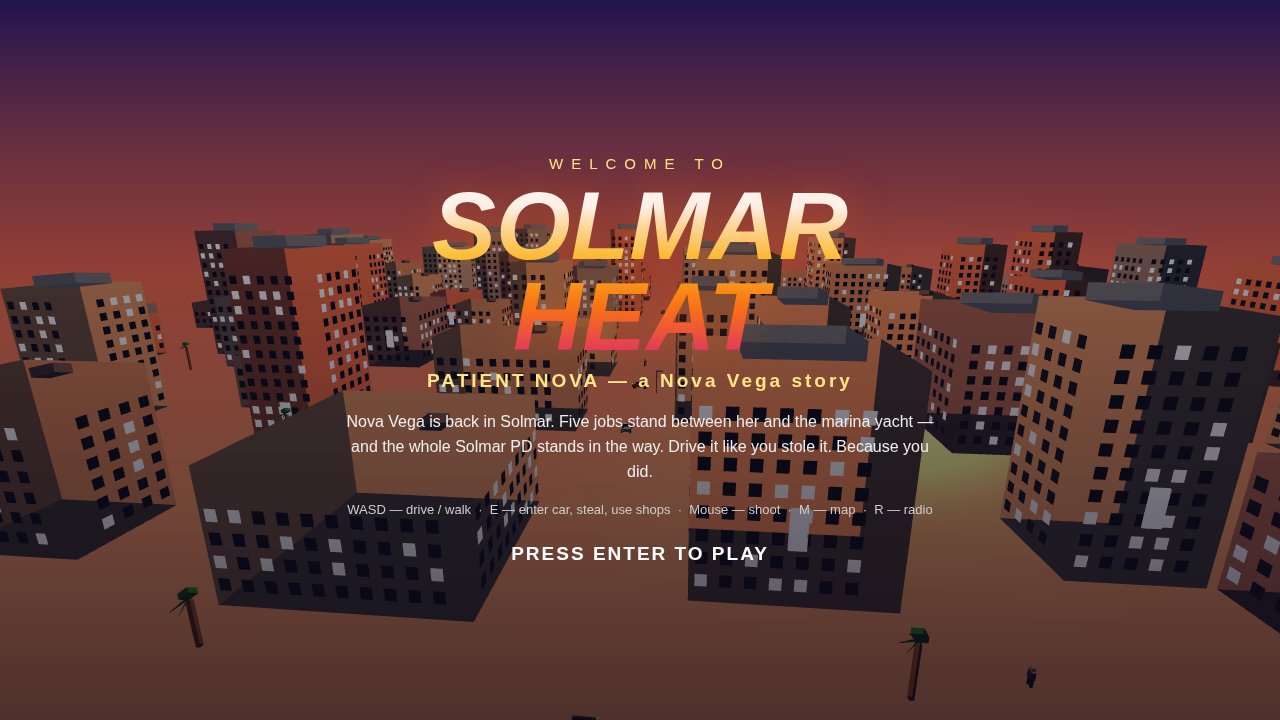 WELCOME TO
SOLMAR
HEAT
PATIENT NOVA — a Nova Vega story
Nova Vega is back in Solmar. Five jobs stand between her and the marina yacht —
and the whole Solmar PD stands in the way. Drive it like you stole it. Because you
did.
WASD — drive / walk · E — enter car, steal, use shops · Mouse — shoot · M — map · R — radio
PRESS ENTER TO PLAY